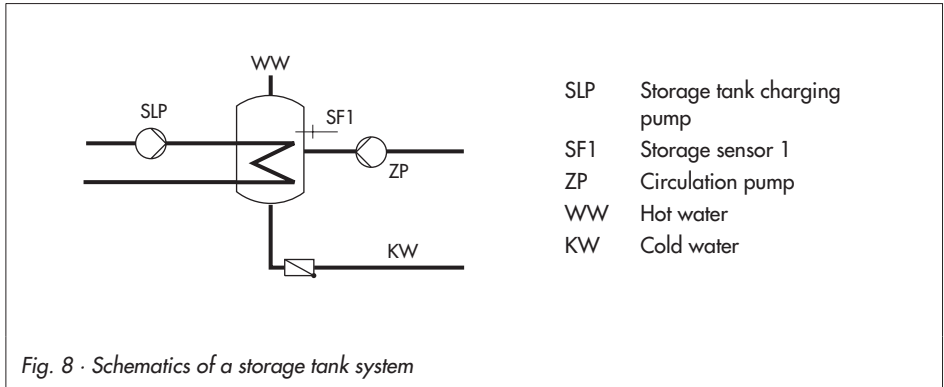 WW
SLP
SF1
ZP
KW
SLP Storage tank charging
pump
SF1 Storage sensor 1
ZP Circulation pump
WW Hot water
KW Cold water
Fig. 8 · Schematics of a storage tank system